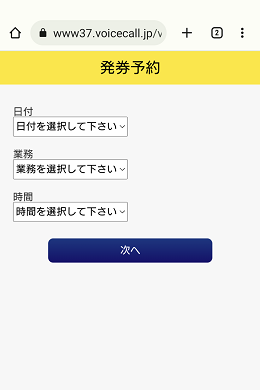 www37.voicecall.jp/v
2
発券予約
日付
日付を選択して下さい
業務
業務を選択して下さい
時間
時間を選択して下さい
次へ